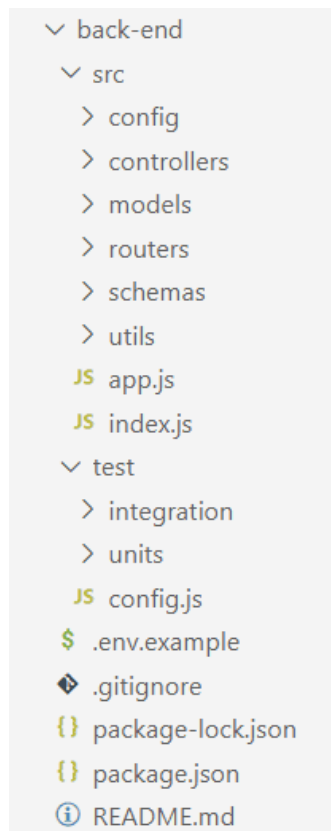 back-end
src
config
controllers
models
routers
schemas
utils
JS app.js
JS index.js
test
integration
units
JS config.js
$ .env.example
.gitignore
{} package-lock.json
{} package.json
i README.md